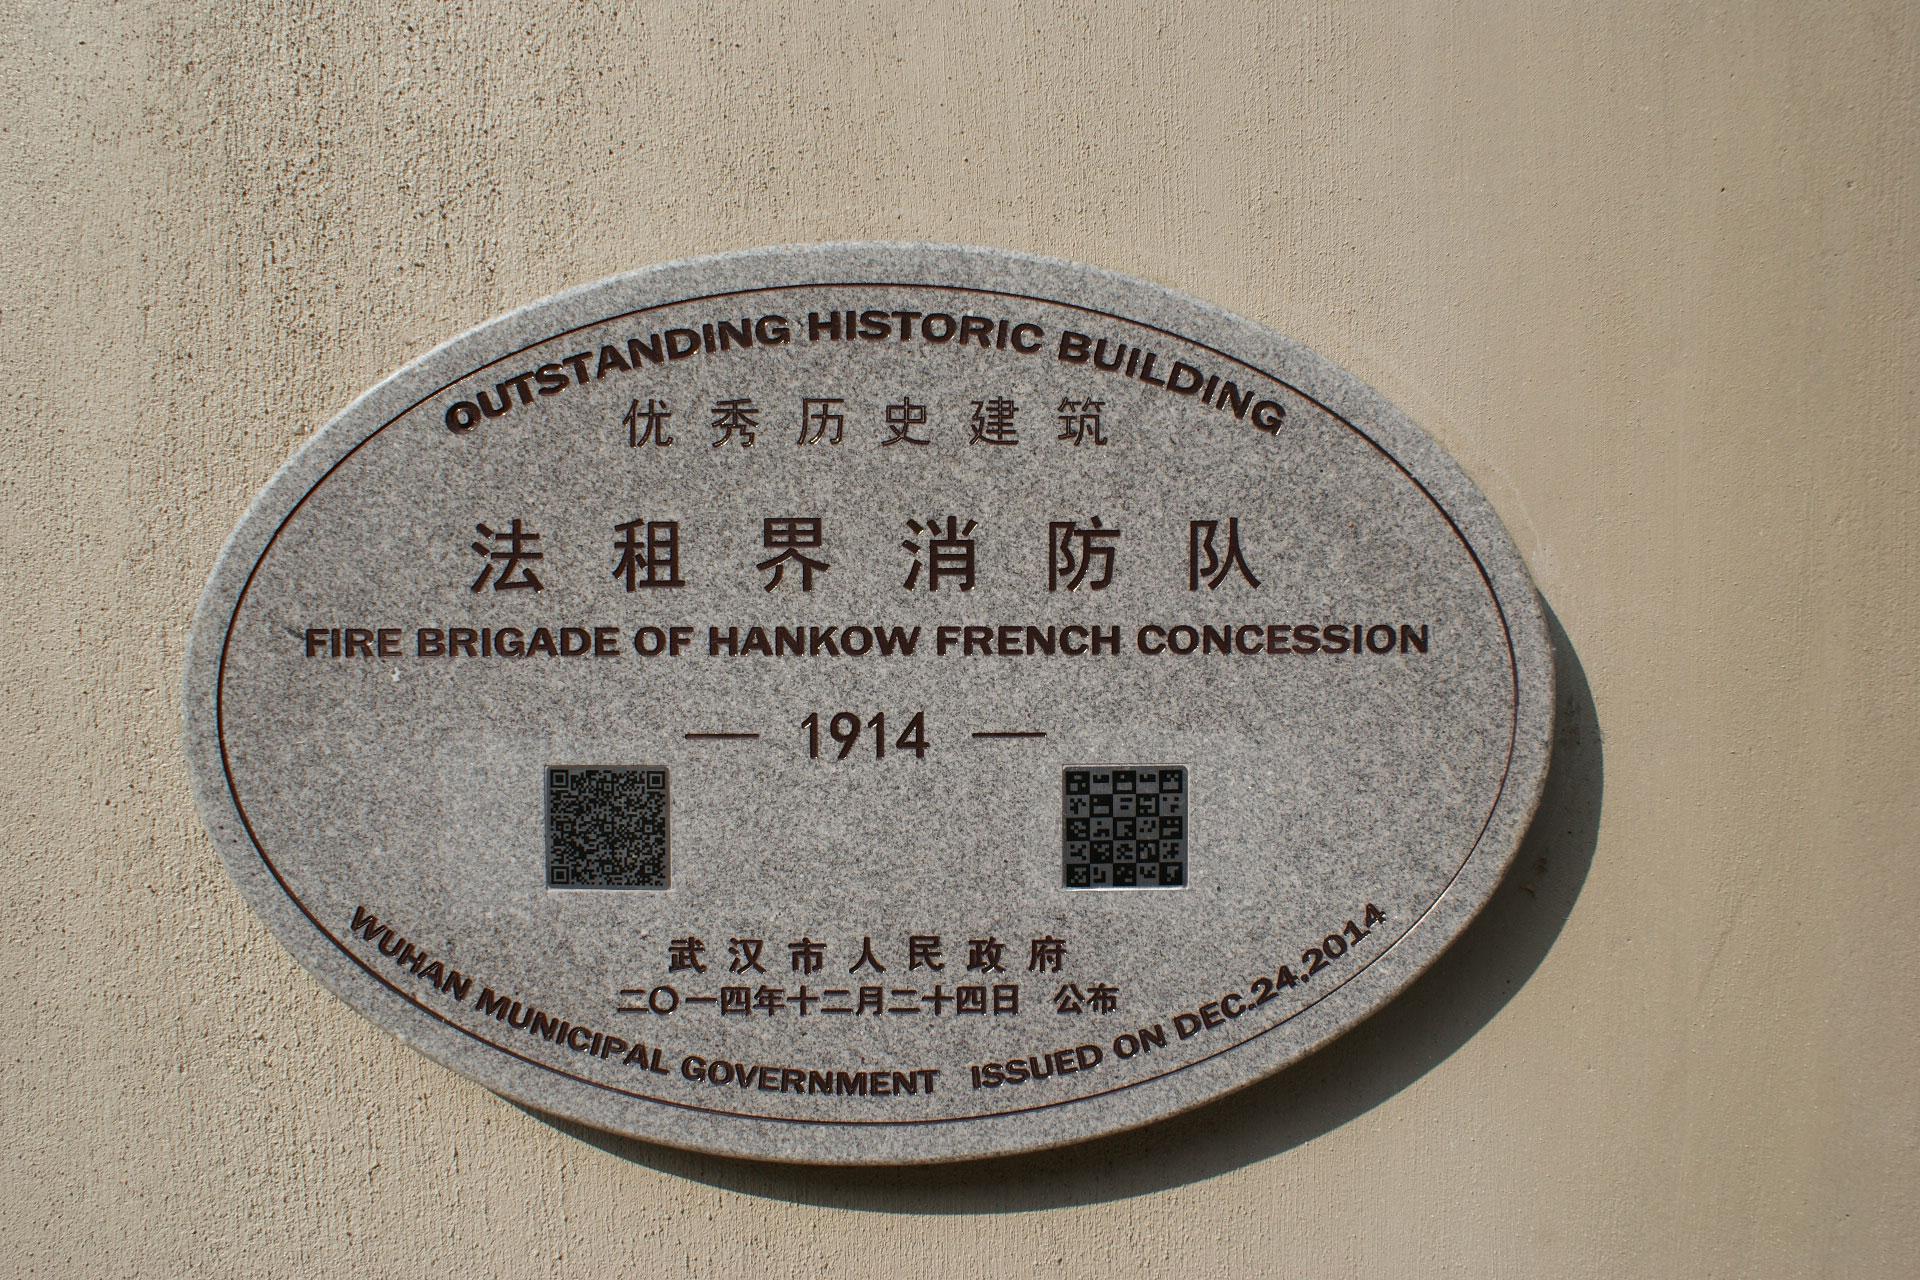 OUTSTANDING HISTORIC BUILDING
优秀历史建筑
法租界消防队
FIRE BRIGADE OF HANKOW FRENCH CONCESSION
— 1914 —
武汉市人民政府
二〇一四年十二月二十四日 公布
WUHAN MUNICIPAL GOVERNMENT ISSUED ON DEC.24,2014